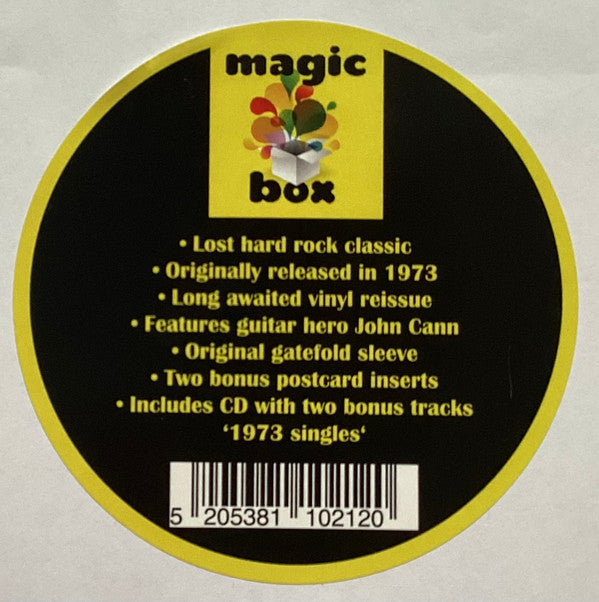 magic
box
• Lost hard rock classic
• Originally released in 1973
• Long awaited vinyl reissue
• Features guitar hero John Cann
• Original gatefold sleeve
• Two bonus postcard inserts
• Includes CD with two bonus tracks
‘1973 singles‘
5 205381 102120